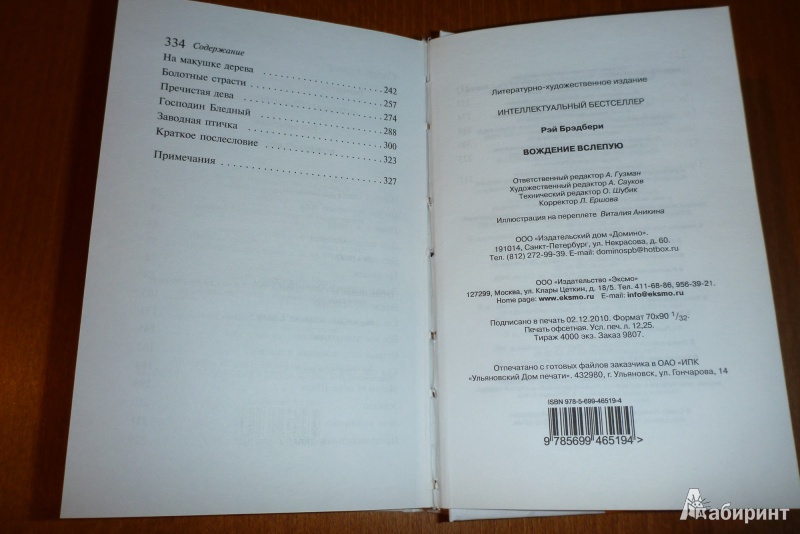 334 Содержание
На макушке дерева . . . . . . . . . . . . . . . . . . . 242
Болотные страсти . . . . . . . . . . . . . . . . . . . 257
Пречистая дева . . . . . . . . . . . . . . . . . . . 274
Господин Бледный . . . . . . . . . . . . . . . . . . . 288
Заводная птичка . . . . . . . . . . . . . . . . . . . 300
Краткое послесловие . . . . . . . . . . . . . . . . . . . 323
Примечания . . . . . . . . . . . . . . . . . . . 327
Литературно-художественное издание
ИНТЕЛЛЕКТУАЛЬНЫЙ БЕСТСЕЛЛЕР
Рэй Брэдбери
ВОЖДЕНИЕ ВСЛЕПУЮ
Ответственный редактор А. Гузман
Художественный редактор А. Сауков
Технический редактор О. Шубик
Корректор Л. Ершова
Иллюстрация на переплете Виталия Аникина
ООО «Издательский дом «Домино».
191014, Санкт-Петербург, ул. Некрасова, д. 60.
Тел. (812) 272-99-39. E-mail: dominospb@hotbox.ru
ООО «Издательство «Эксмо»
127299, Москва, ул. Клары Цеткин, д. 18/5. Тел. 411-68-86, 956-39-21.
Home page: www.eksmo.ru E-mail: info@eksmo.ru
Подписано в печать 02.12.2010. Формат 70x90 1/32.
Печать офсетная. Усл. печ. л. 12,25.
Тираж 4000 экз. Заказ 9807.
Отпечатано с готовых файлов заказчика в ОАО «ИПК
«Ульяновский Дом печати». 432980, г. Ульяновск, ул. Гончарова, 14
ISBN 978-5-699-46519-4
9 785699 465194 >
Лабиринт